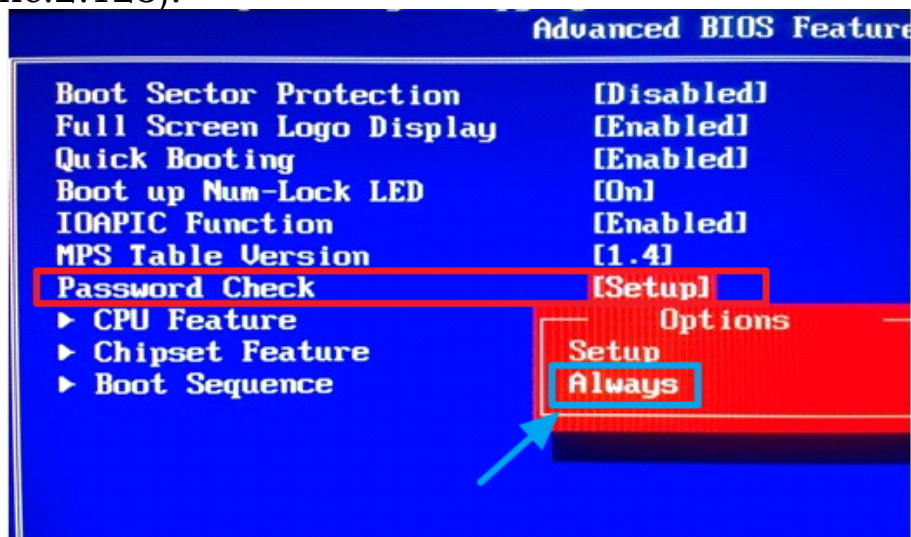 Advanced BIOS Feature
Boot Sector Protection [Disabled]
Full Screen Logo Display [Enabled]
Quick Booting [Enabled]
Boot up Num-Lock LED [On]
IOAPIC Function [Enabled]
MPS Table Version [1.4]
Password Check [Setup]
► CPU Feature
► Chipset Feature
► Boot Sequence
Options
Setup
Always